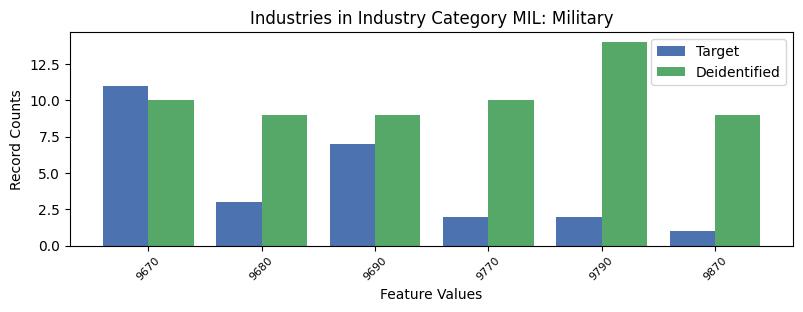 Industries in Industry Category MIL: Military
Target
Deidentified
Record Counts
12.5
10.0
7.5
5.0
2.5
0.0
9670
9680
9690
9770
9790
9870
Feature Values